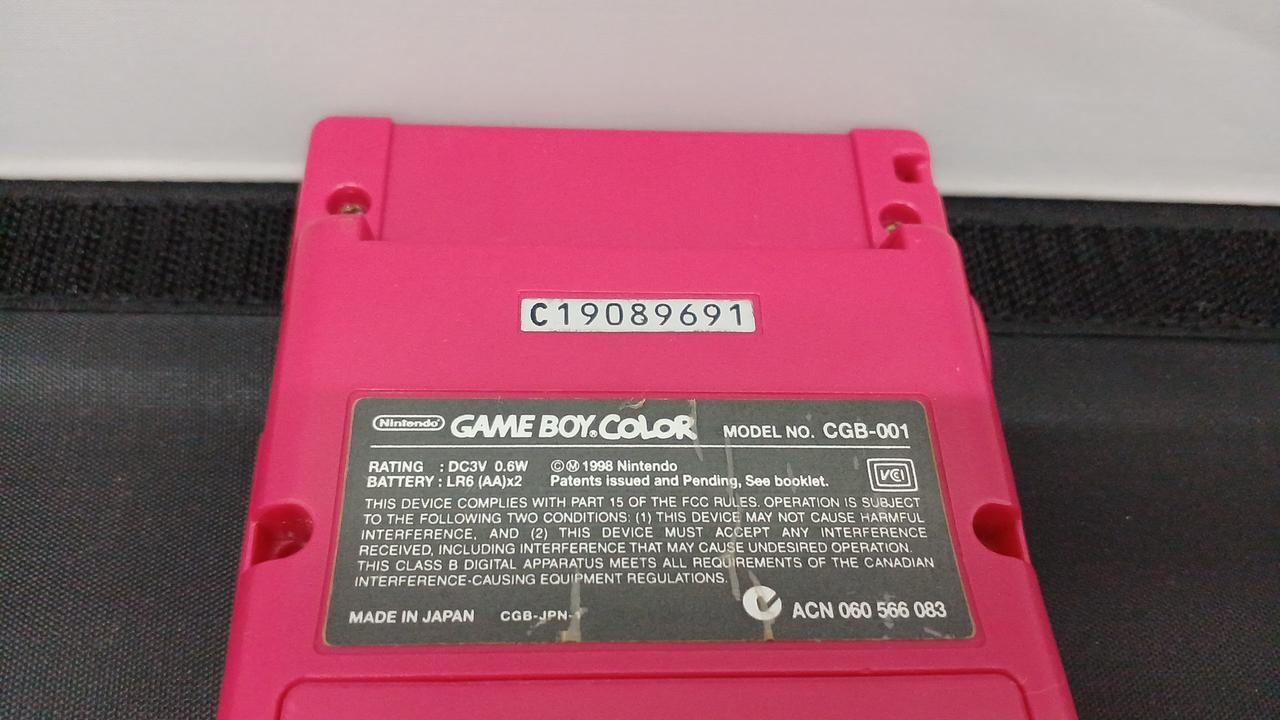 C19089691
Nintendo GAME BOY COLOR MODEL NO. CGB-001
RATING : DC3V 0.6W ©Ⓜ 1998 Nintendo
BATTERY : LR6 (AA)x2 Patents issued and Pending, See booklet.
VCI
THIS DEVICE COMPLIES WITH PART 15 OF THE FCC RULES. OPERATION IS SUBJECT
TO THE FOLLOWING TWO CONDITIONS: (1) THIS DEVICE MAY NOT CAUSE HARMFUL
INTERFERENCE, AND (2) THIS DEVICE MUST ACCEPT ANY INTERFERENCE
RECEIVED, INCLUDING INTERFERENCE THAT MAY CAUSE UNDESIRED OPERATION.
THIS CLASS B DIGITAL APPARATUS MEETS ALL REQUIREMENTS OF THE CANADIAN
INTERFERENCE-CAUSING EQUIPMENT REGULATIONS.
MADE IN JAPAN CGB-JPN-1 ACN 060 566 083